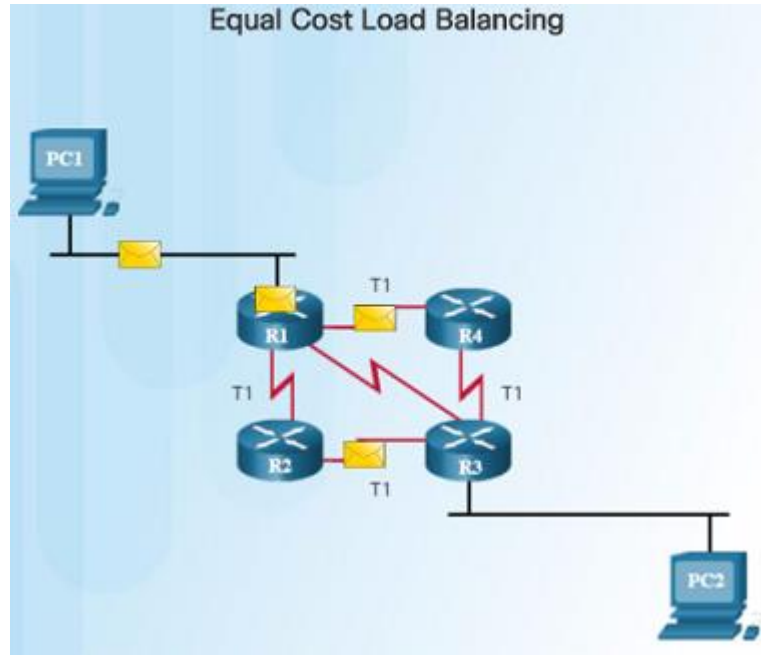 Equal Cost Load Balancing
PC1
T1
R1
R4
T1
T1
R2
R3
T1
PC2